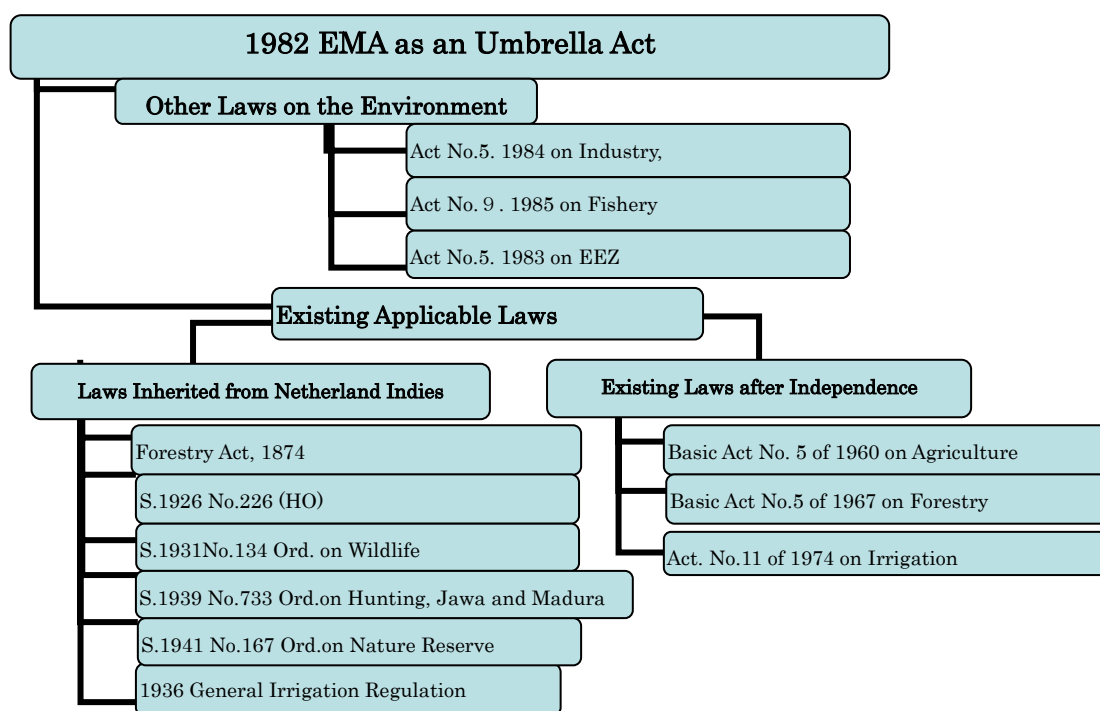 1982 EMA as an Umbrella Act
Other Laws on the Environment
Act No.5. 1984 on Industry,
Act No. 9 . 1985 on Fishery
Act No.5. 1983 on EEZ
Existing Applicable Laws
Laws Inherited from Netherland Indies
Forestry Act, 1874
S.1926 No.226 (HO)
S.1931No.134 Ord. on Wildlife
S.1939 No.733 Ord.on Hunting, Jawa and Madura
S.1941 No.167 Ord.on Nature Reserve
1936 General Irrigation Regulation
Existing Laws after Independence
Basic Act No. 5 of 1960 on Agriculture
Basic Act No.5 of 1967 on Forestry
Act. No.11 of 1974 on Irrigation